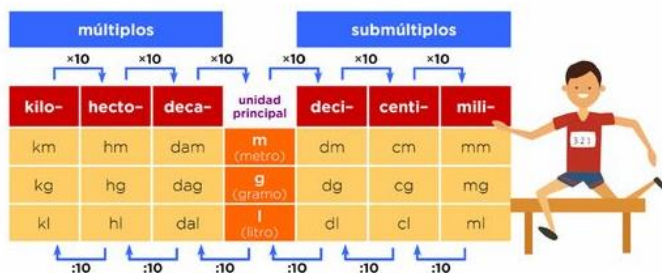 múltiplos submúltiplos
×10 ×10 ×10 ×10 ×10 ×10
kilo- hecto- deca- unidad principal deci- centi- mili-
km hm dam m (metro) dm cm mm
kg hg dag g (gramo) dg cg mg
kl hl dal l (litro) dl cl ml
:10 :10 :10 :10 :10 :10
321